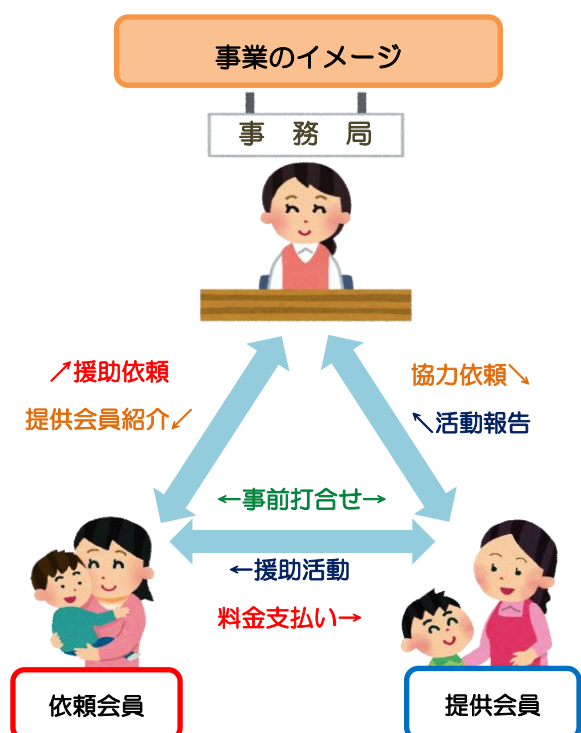 事業のイメージ
事 務 局
↗援助依頼
提供会員紹介↙
協力依頼↘
↖活動報告
←事前打合せ→
←援助活動
料金支払い→
依頼会員
提供会員